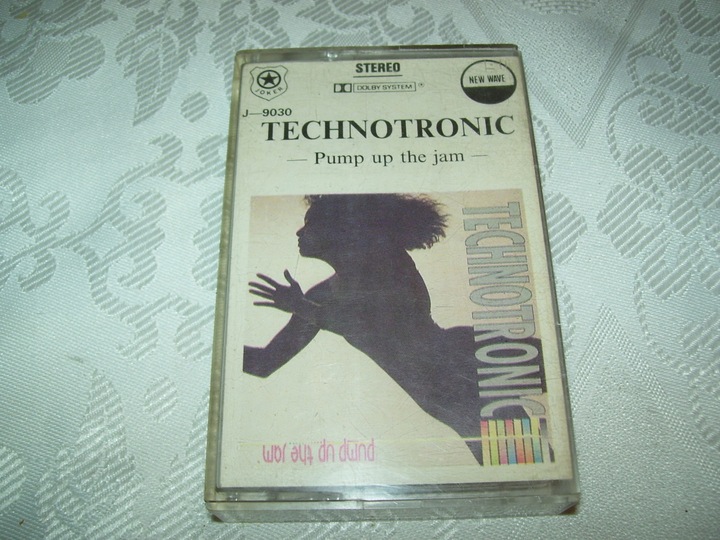 STEREO
JOKER
DOLBY SYSTEM
NEW WAVE
J—9030
TECHNOTRONIC
— Pump up the jam —
TECHNOTRONIC
pump up the jam